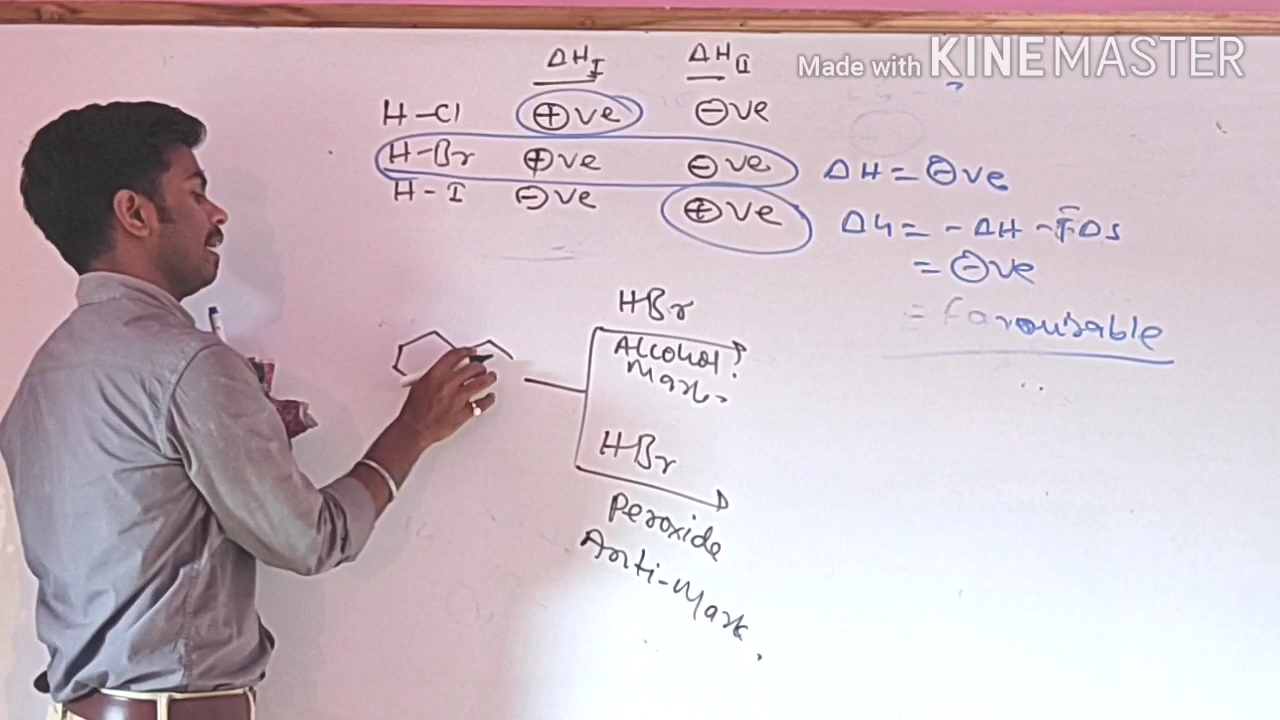 Made with KINEMASTER
ΔH_I ΔH_II
H-Cl ⊕ve ⊖ve
H-Br ⊕ve ⊖ve ΔH = ⊖ve
H-I ⊖ve ⊕ve
ΔG = -ΔH - TΔS
= ⊖ve
= favourable
HBr
Alcohol
Mark.
HBr
Peroxide
Anti-Mark.